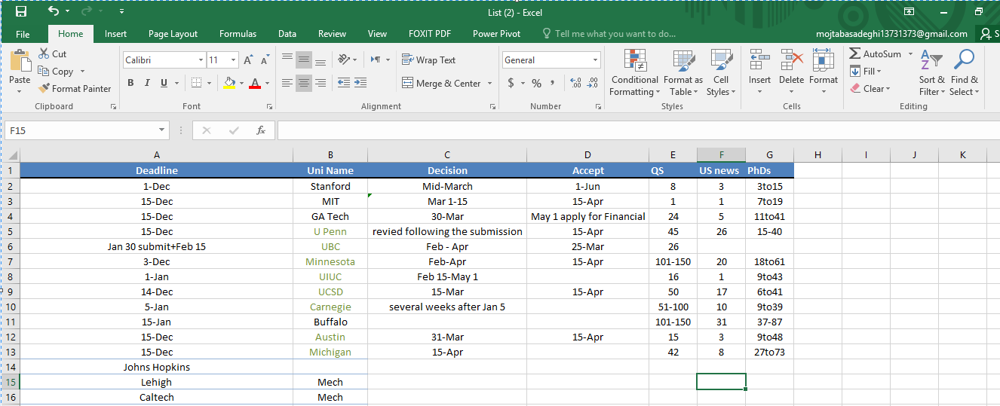 List (2) - Excel
File Home Insert Page Layout Formulas Data Review View FOXIT PDF Power Pivot Tell me what you want to do... mojtabasadeghi13731373@gmail.com S
Paste Cut Copy Format Painter
Clipboard
Calibri 11 A A
B I U A
Font
Wrap Text
Merge & Center
Alignment
General
$ % , .00 .0
Number
Conditional Formatting Format as Table Cell Styles
Styles
Insert Delete Format
Cells
AutoSum Fill Clear Sort & Filter Find & Select
Editing
F15 fx
A B C D E F G H I J K
1 Deadline Uni Name Decision Accept QS US news PhDs
2 1-Dec Stanford Mid-March 1-Jun 8 3 3to15
3 15-Dec MIT Mar 1-15 15-Apr 1 1 7to19
4 15-Dec GA Tech 30-Mar May 1 apply for Financial 24 5 11to41
5 15-Dec U Penn revied following the submission 15-Apr 45 26 15-40
6 Jan 30 submit+Feb 15 UBC Feb - Apr 25-Mar 26
7 3-Dec Minnesota Feb-Apr 15-Apr 101-150 20 18to61
8 1-Jan UIUC Feb 15-May 1 16 1 9to43
9 14-Dec UCSD 15-Mar 15-Apr 50 17 6to41
10 5-Jan Carnegie several weeks after Jan 5 51-100 10 9to39
11 15-Jan Buffalo 101-150 31 37-87
12 15-Dec Austin 31-Mar 15-Apr 15 3 9to48
13 15-Dec Michigan 15-Apr 42 8 27to73
14 Johns Hopkins
15 Lehigh Mech
16 Caltech Mech